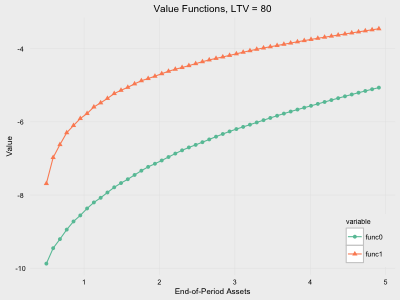 Value Functions, LTV = 80
-4
-6
-8
-10
Value
1
2
3
4
5
End-of-Period Assets
variable
func0
func1